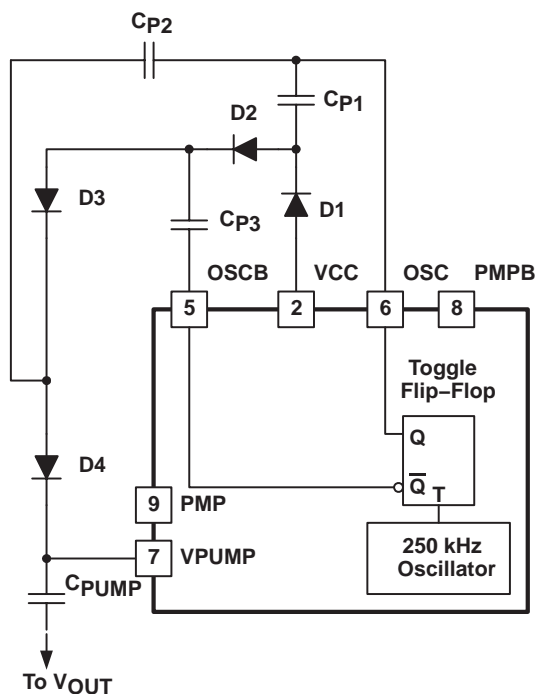 CP2
CP1
D2
D3
CP3
D1
OSCB
VCC
OSC
PMPB
5
2
6
8
Toggle
Flip–Flop
Q
D4
Q̅
T
9
PMP
7
VPUMP
250 kHz
Oscillator
CPUMP
To VOUT